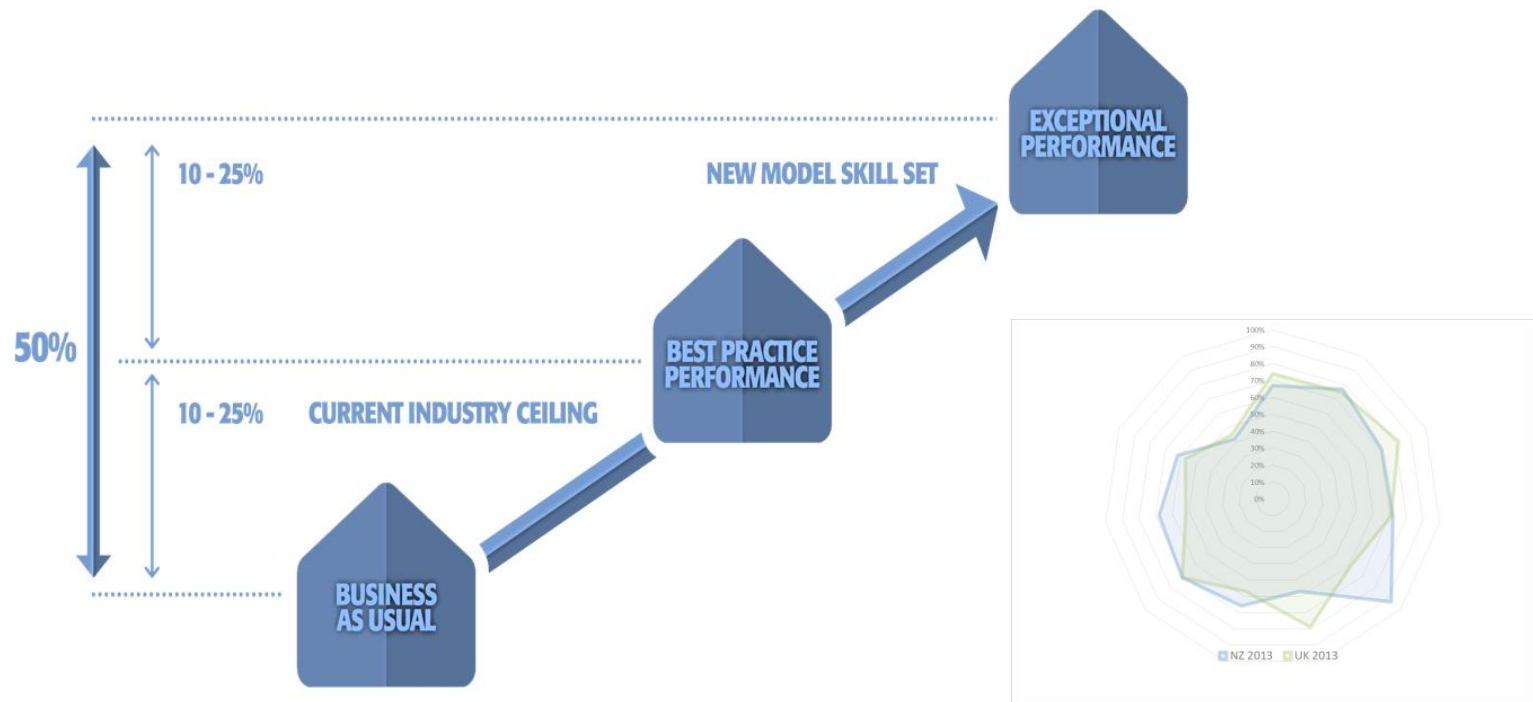 EXCEPTIONAL
PERFORMANCE
10 - 25%
NEW MODEL SKILL SET
50%
BEST PRACTICE
PERFORMANCE
10 - 25%
CURRENT INDUSTRY CEILING
BUSINESS
AS USUAL
100%
90%
80%
70%
60%
50%
40%
30%
20%
10%
0%
NZ 2013 UK 2013